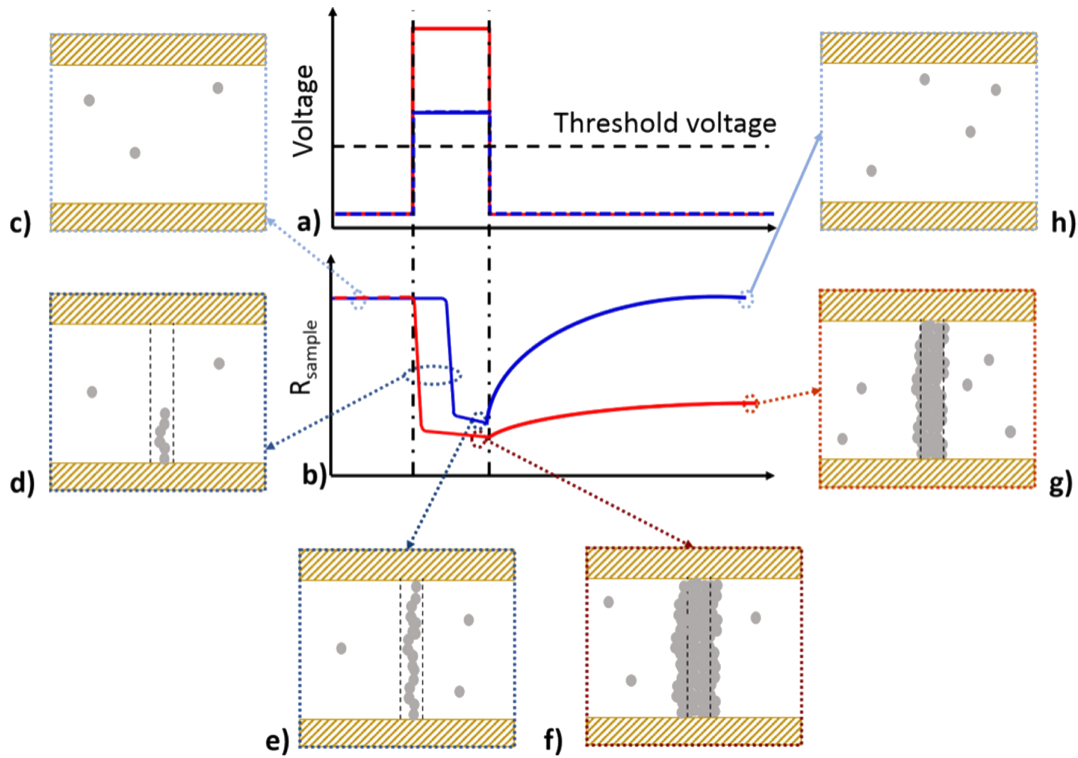 c)
Voltage
Threshold voltage
a)
h)
d)
R_sample
b)
g)
e)
f)